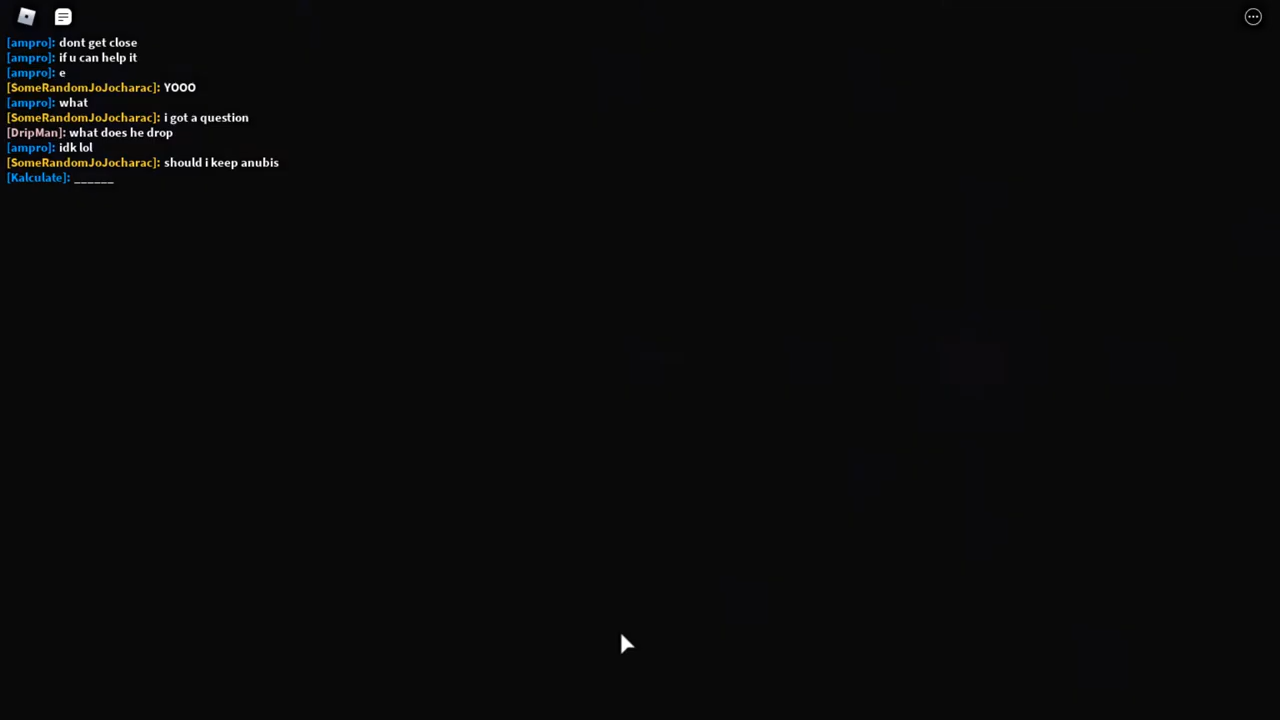 [ampro]: dont get close
[ampro]: if u can help it
[ampro]: e
[SomeRandomJoJocharac]: YOOO
[ampro]: what
[SomeRandomJoJocharac]: i got a question
[DripMan]: what does he drop
[ampro]: idk lol
[SomeRandomJoJocharac]: should i keep anubis
[Kalculate]: ______